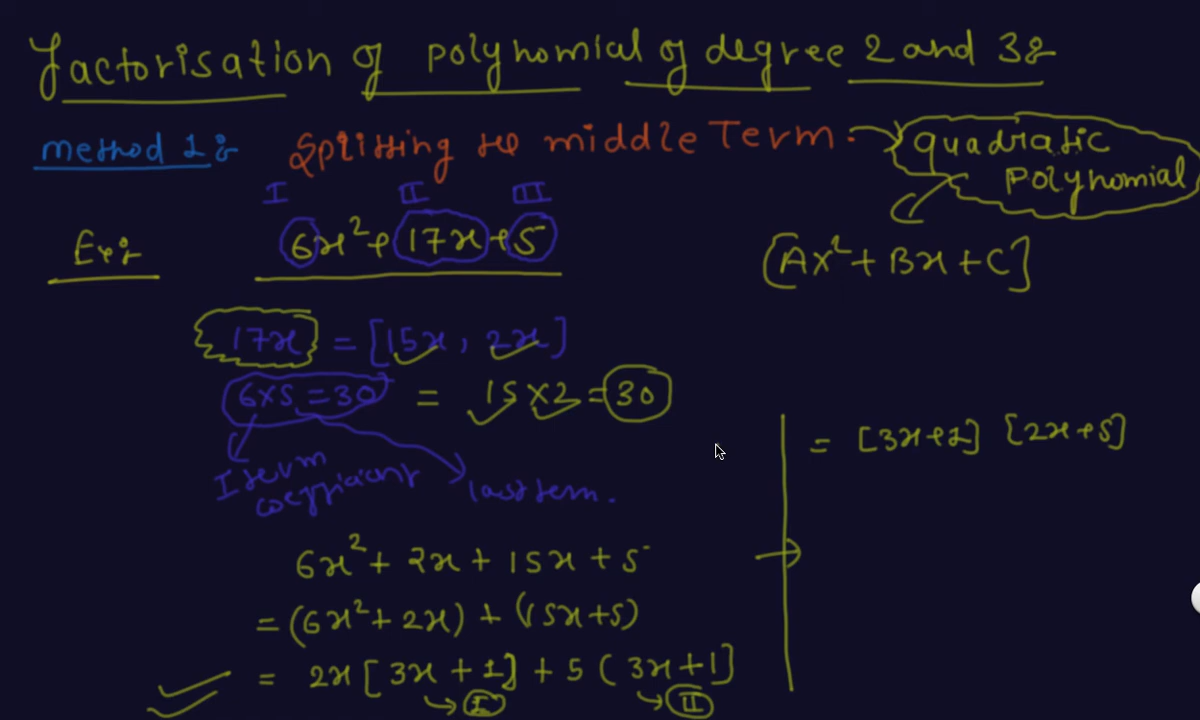 Factorisation of polynomial of degree 2 and 3:
method 1: Splitting the middle Term :→ quadratic polynomial
I II III
Ex: 6x²+17x+5
[Ax²+Bx+C]
17x = [15x, 2x]
6×5=30 = 15×2=30
I term coefficient
last term.
= [3x+1] [2x+5]
6x²+2x+15x+5
=(6x²+2x)+(15x+5)
= 2x[3x+1]+5(3x+1]
→ I → II